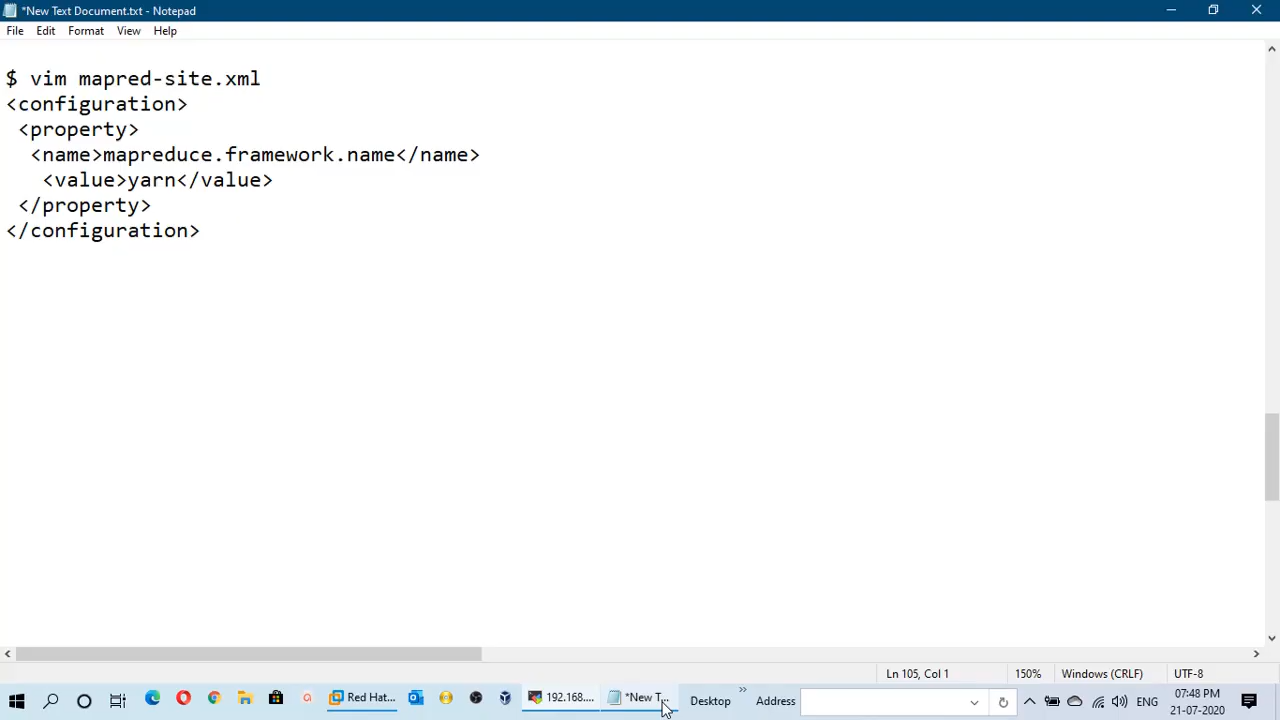 *New Text Document.txt - Notepad
File Edit Format View Help
$ vim mapred-site.xml
<configuration>
<property>
<name>mapreduce.framework.name</name>
<value>yarn</value>
</property>
</configuration>
Ln 105, Col 1 150% Windows (CRLF) UTF-8
Red Hat... 192.168.... *New T... Desktop Address ENG 07:48 PM
21-07-2020